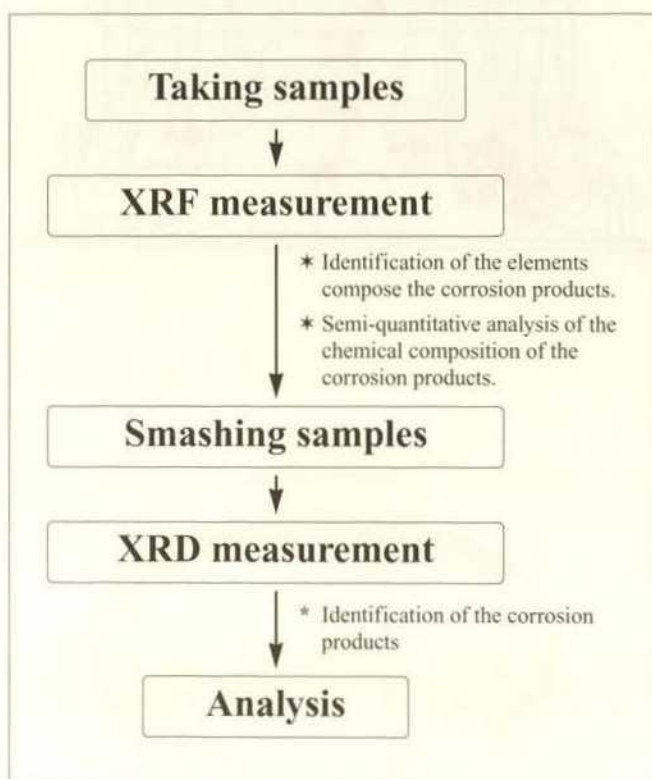 Taking samples
XRF measurement
✶ Identification of the elements
compose the corrosion products.
✶ Semi-quantitative analysis of the
chemical composition of the
corrosion products.
Smashing samples
XRD measurement
* Identification of the corrosion
products
Analysis